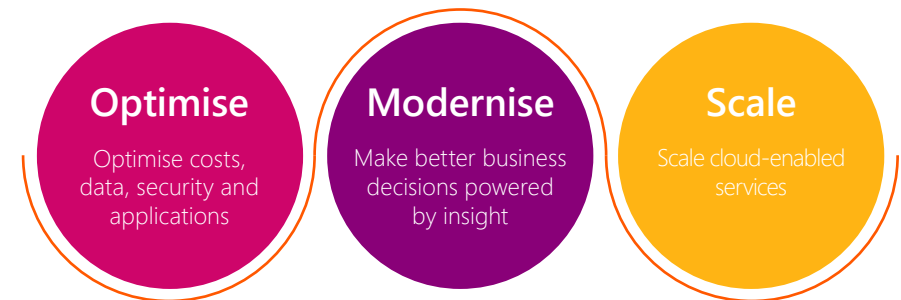 Optimise
Optimise costs,
data, security and
applications
Modernise
Make better business
decisions powered
by insight
Scale
Scale cloud-enabled
services